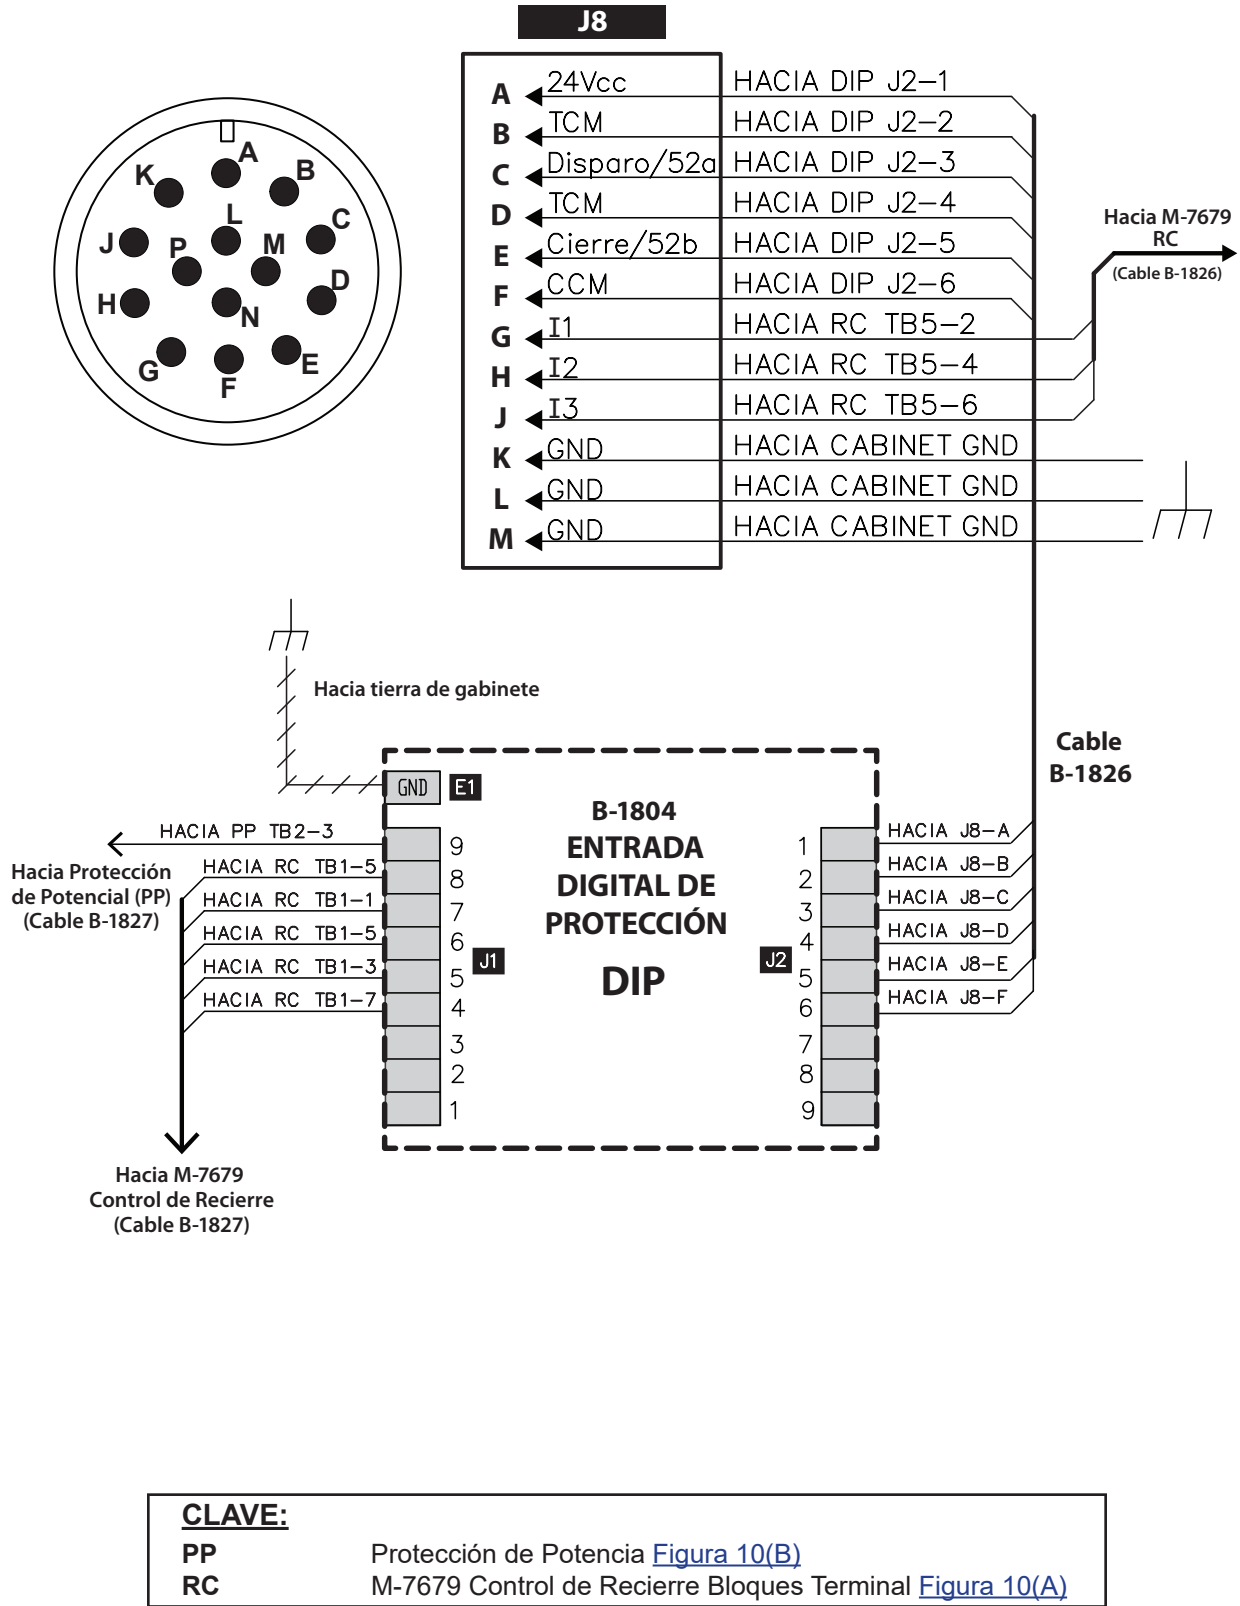 J8
A 24Vcc HACIA DIP J2-1
B TCM HACIA DIP J2-2
C Disparo/52a HACIA DIP J2-3
D TCM HACIA DIP J2-4
E Cierre/52b HACIA DIP J2-5
F CCM HACIA DIP J2-6
G I1 HACIA RC TB5-2
H I2 HACIA RC TB5-4
J I3 HACIA RC TB5-6
K GND HACIA CABINET GND
L GND HACIA CABINET GND
M GND HACIA CABINET GND
A
B
C
D
E
F
G
H
J
K
L
M
N
P
Hacia M-7679
RC
(Cable B-1826)
Hacia tierra de gabinete
Cable
B-1826
GND E1
B-1804
ENTRADA
DIGITAL DE
PROTECCIÓN
DIP
HACIA PP TB2-3 9
HACIA RC TB1-5 8
HACIA RC TB1-1 7
HACIA RC TB1-5 6
HACIA RC TB1-3 5
HACIA RC TB1-7 4
3
2
1
J1
Hacia Protección
de Potencial (PP)
(Cable B-1827)
J2
1 HACIA J8-A
2 HACIA J8-B
3 HACIA J8-C
4 HACIA J8-D
5 HACIA J8-E
6 HACIA J8-F
7
8
9
Hacia M-7679
Control de Recierre
(Cable B-1827)
CLAVE:
PP Protección de Potencia Figura 10(B)
RC M-7679 Control de Recierre Bloques Terminal Figura 10(A)